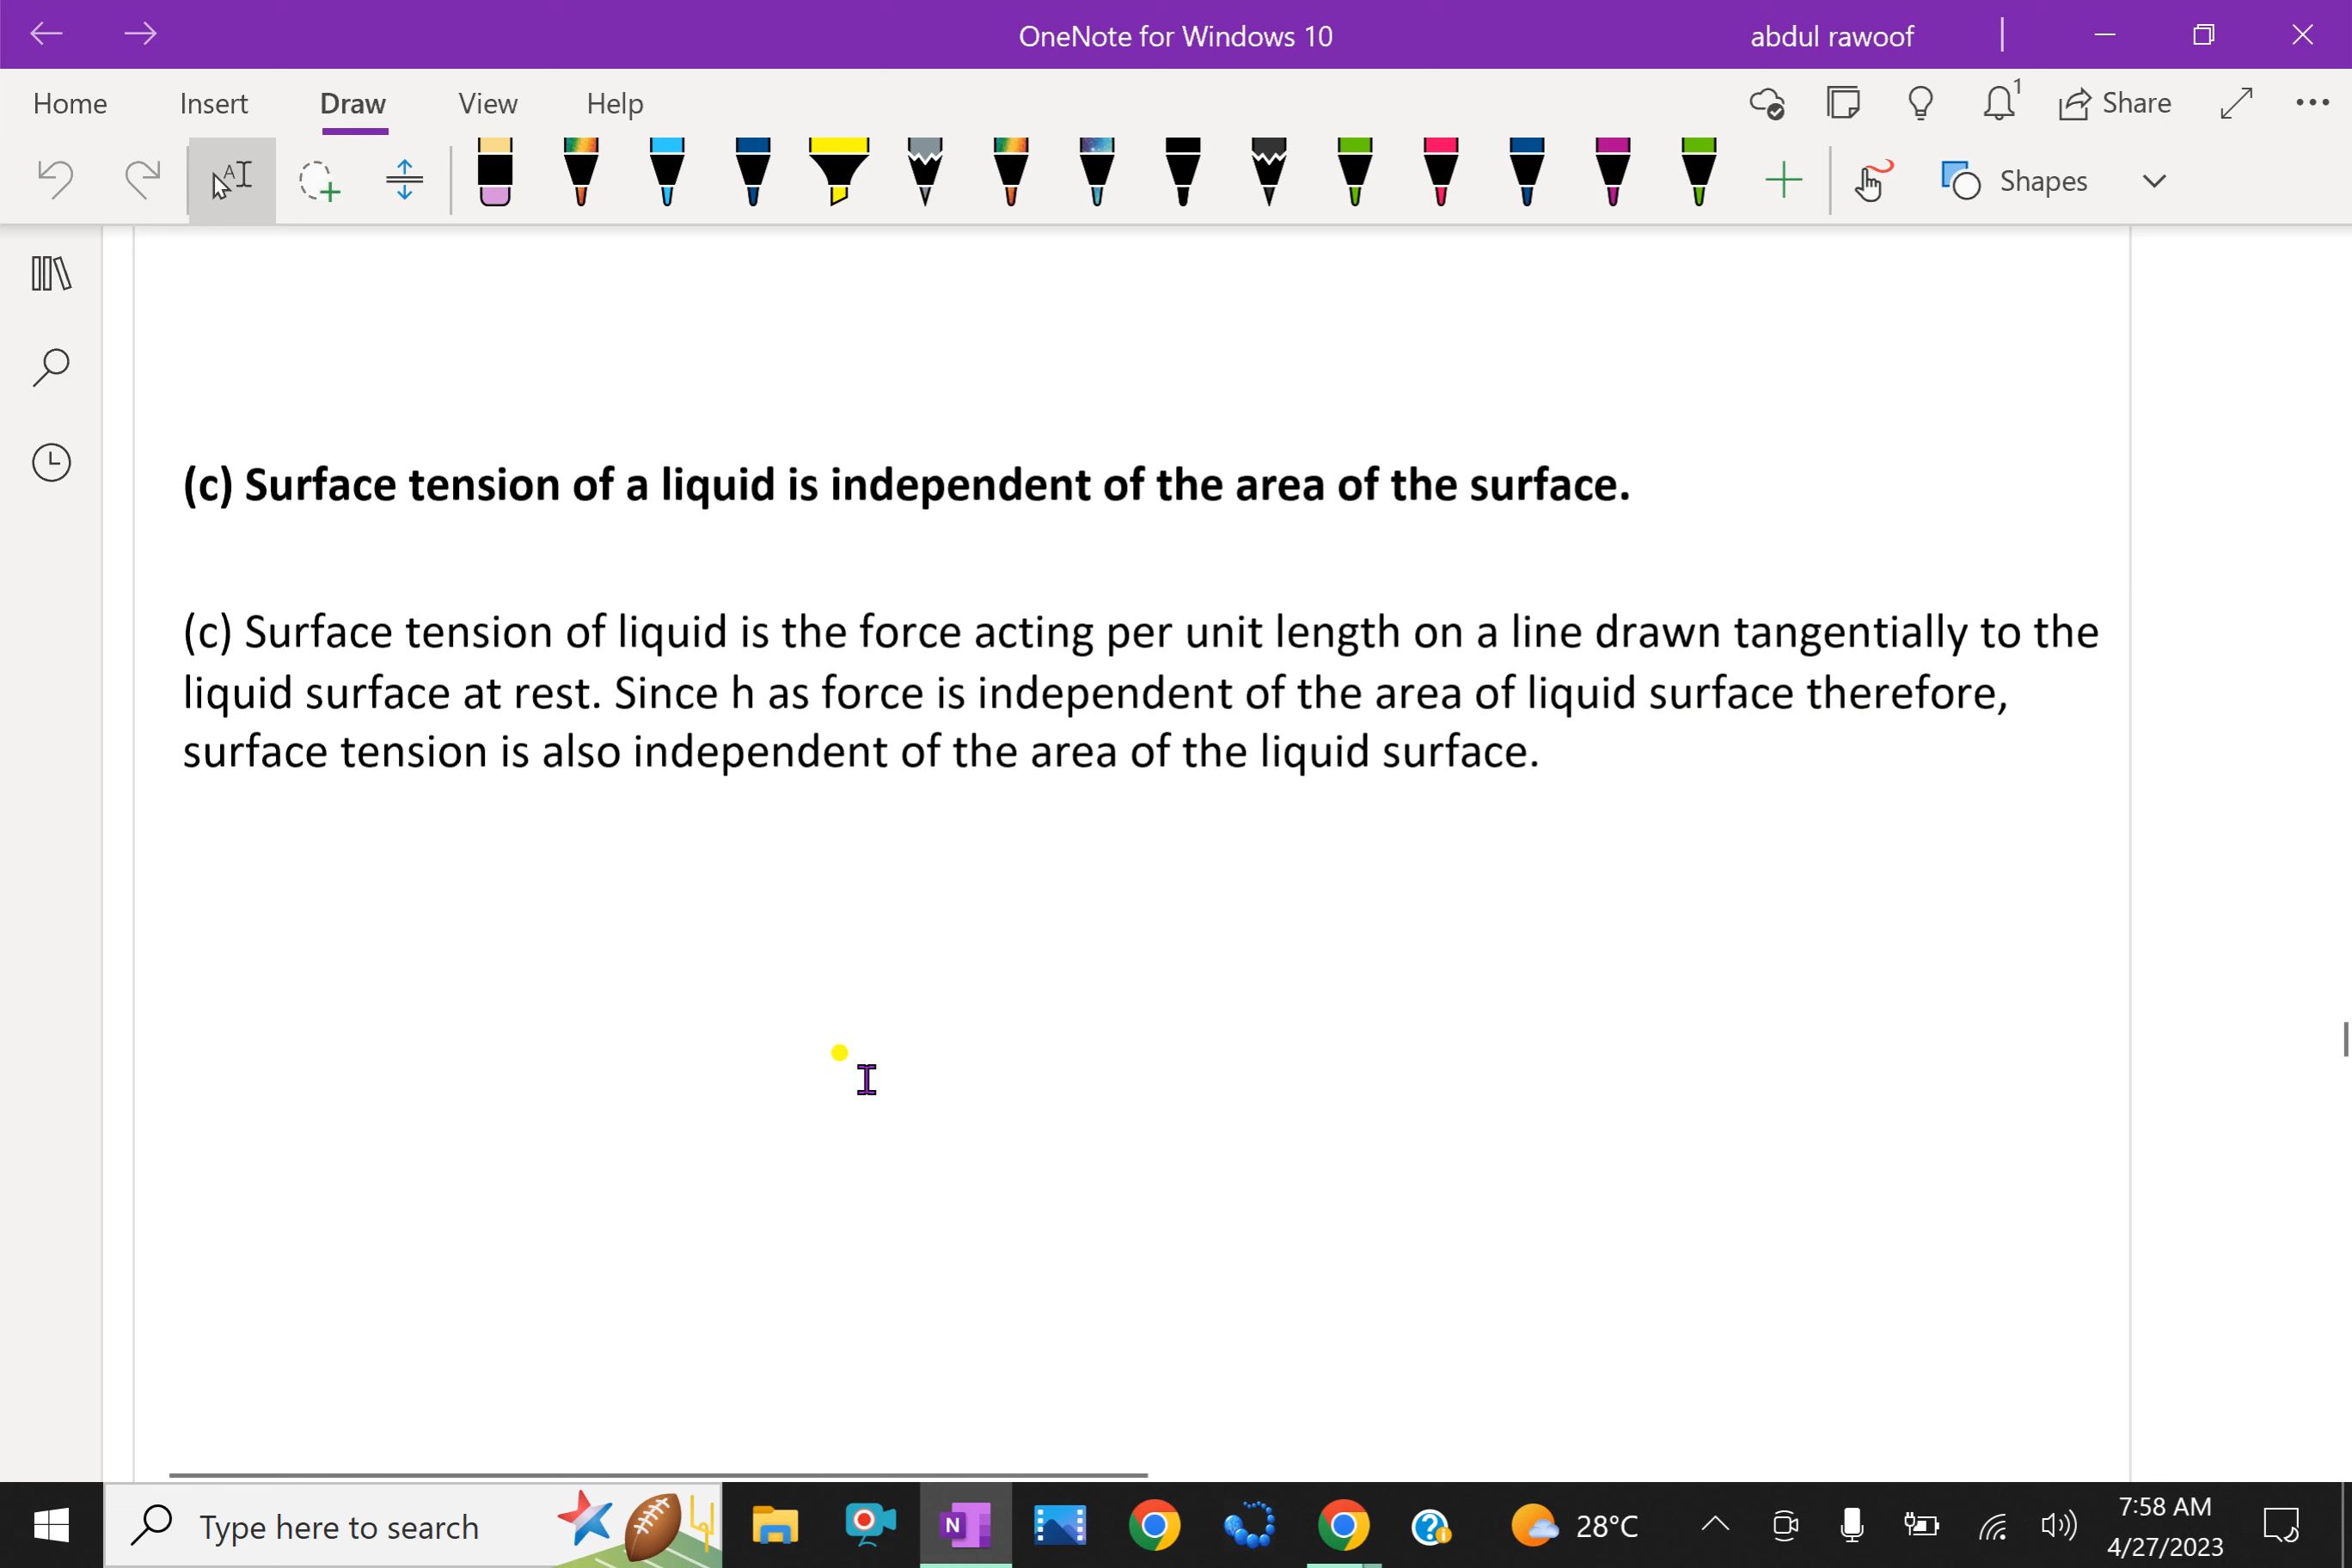 OneNote for Windows 10
abdul rawoof
Home Insert Draw View Help
1 Share
Shapes
(c) Surface tension of a liquid is independent of the area of the surface.
(c) Surface tension of liquid is the force acting per unit length on a line drawn tangentially to the
liquid surface at rest. Since h as force is independent of the area of liquid surface therefore,
surface tension is also independent of the area of the liquid surface.
Type here to search
28°C
7:58 AM
4/27/2023